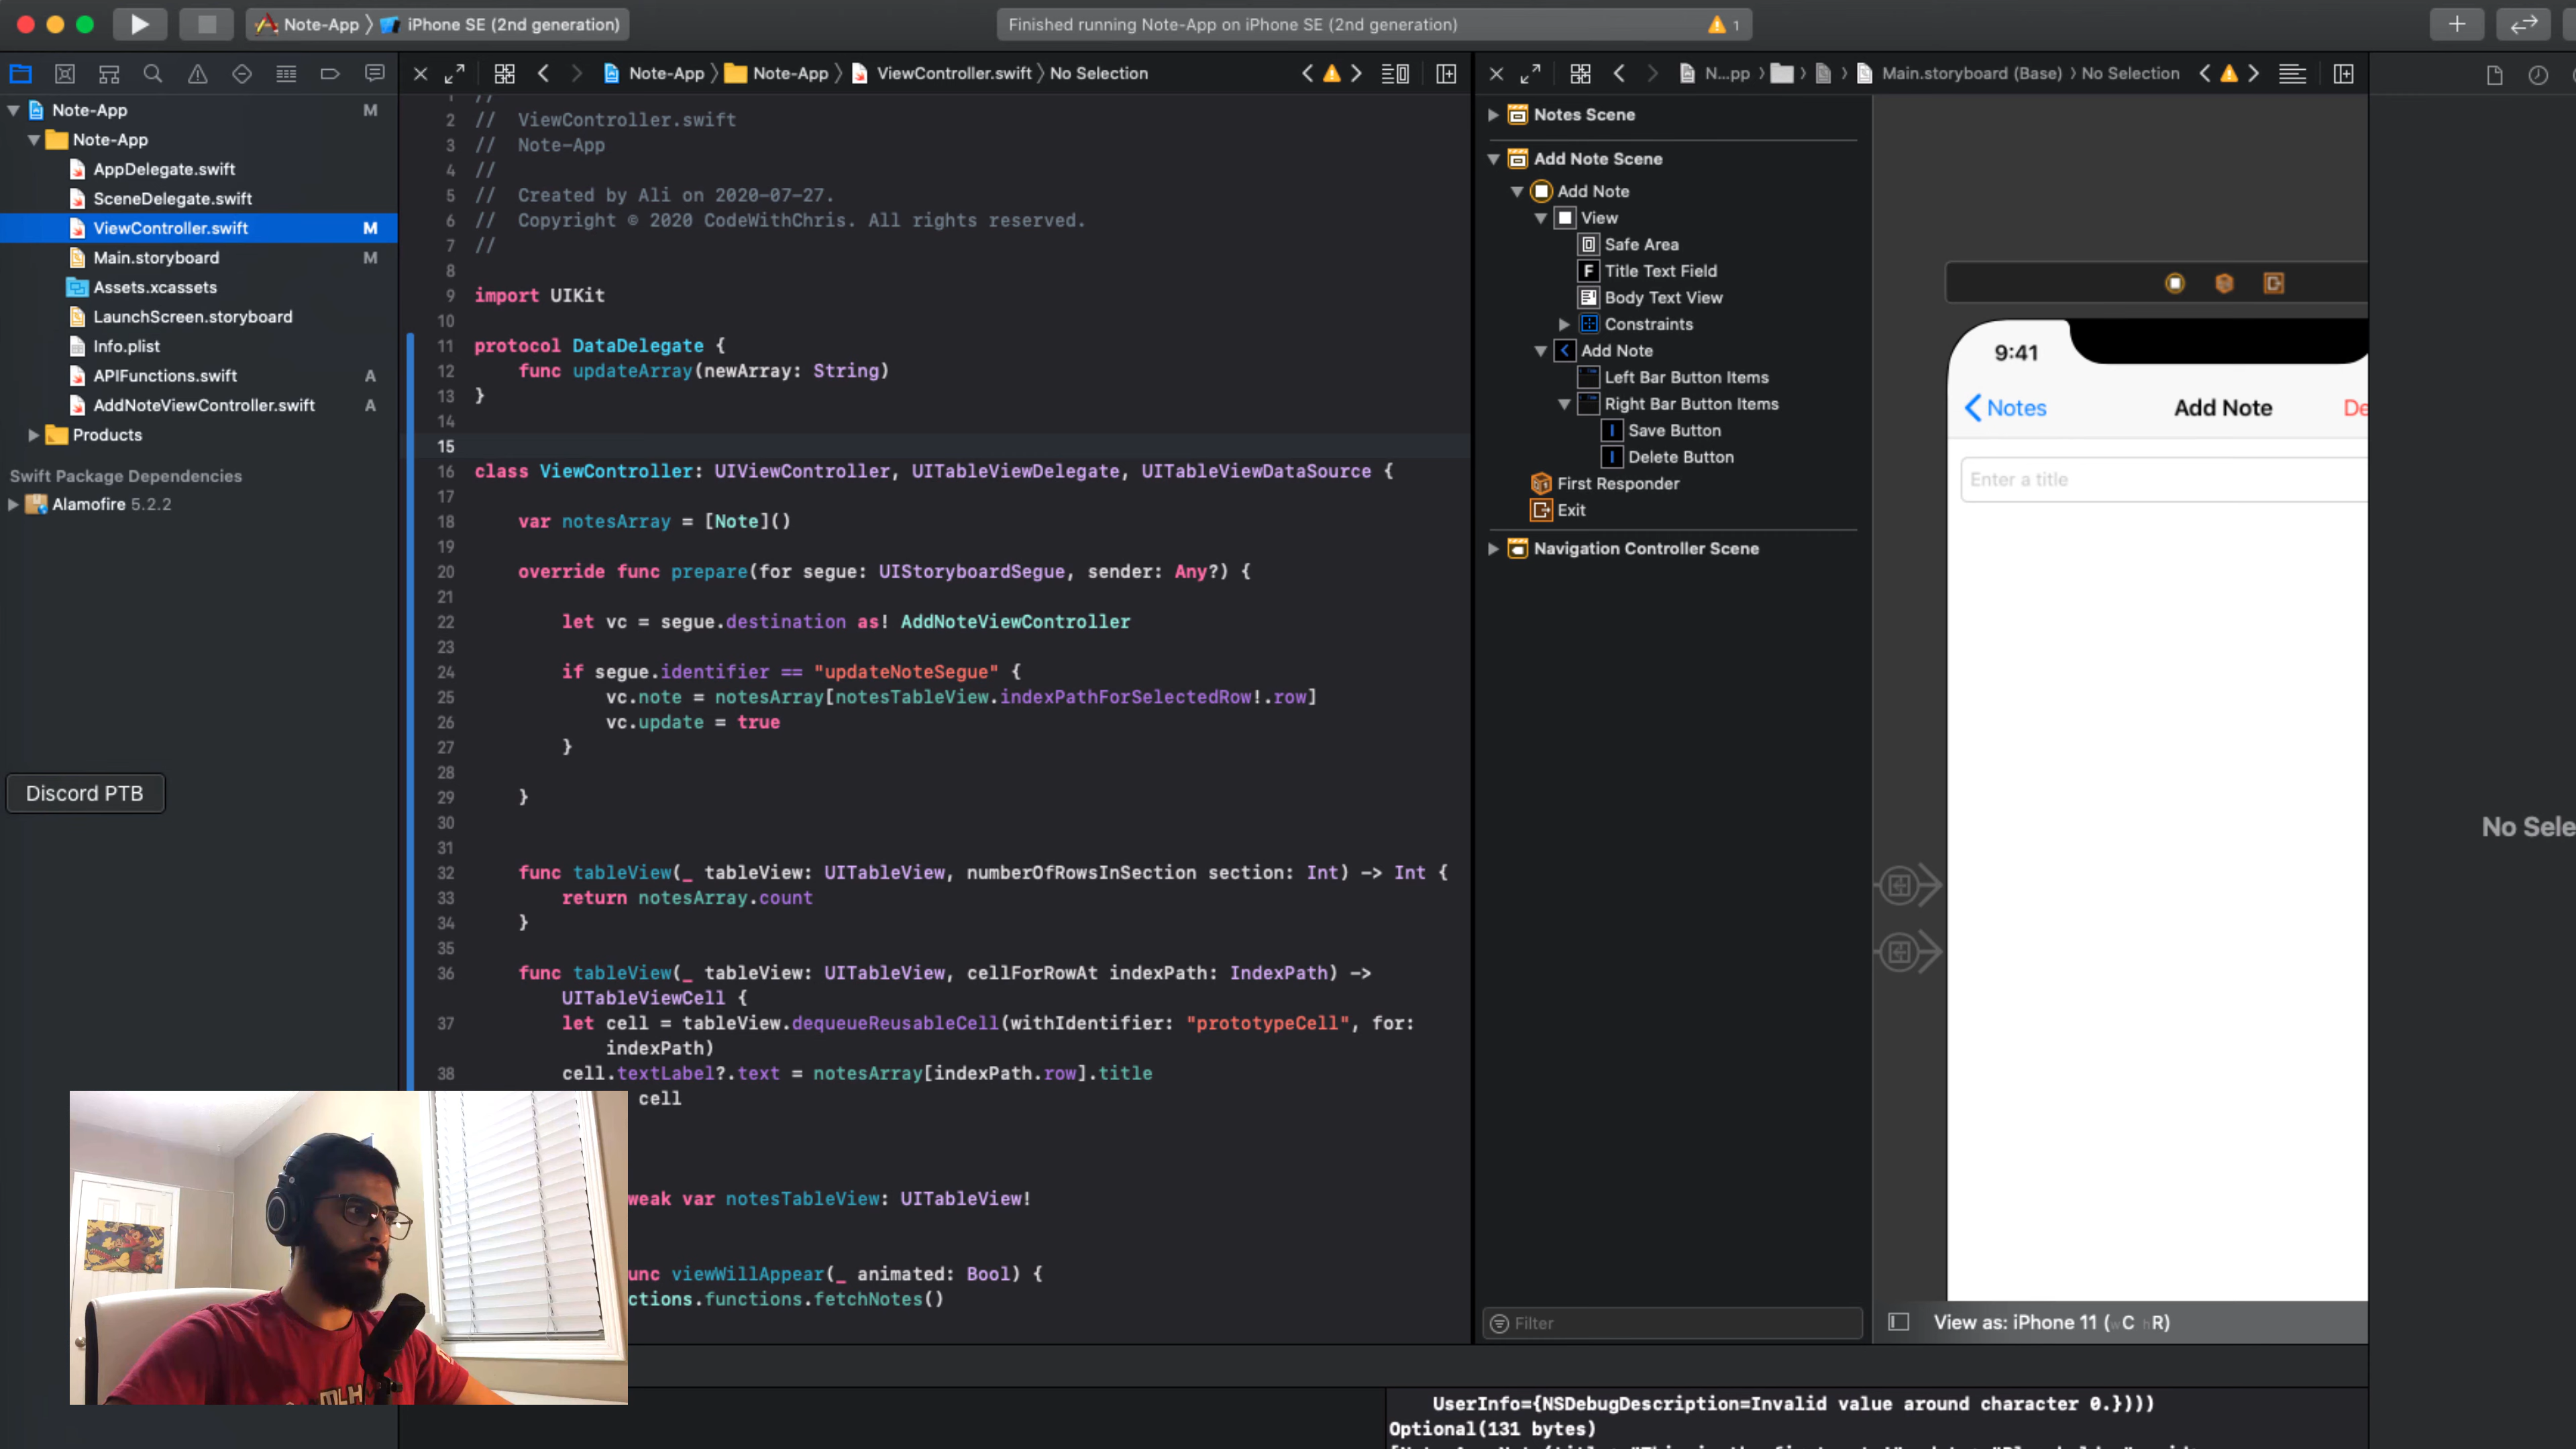 Note-App 〉 iPhone SE (2nd generation)
Finished running Note-App on iPhone SE (2nd generation)
1
Note-App 〉 Note-App 〉 ViewController.swift 〉 No Selection
N...pp 〉 〉 〉 Main.storyboard (Base) 〉 No Selection
Note-App M
Note-App
AppDelegate.swift
SceneDelegate.swift
ViewController.swift M
Main.storyboard M
Assets.xcassets
LaunchScreen.storyboard
Info.plist
APIFunctions.swift A
AddNoteViewController.swift A
Products
Swift Package Dependencies
Alamofire 5.2.2
Discord PTB
1 //
2 // ViewController.swift
3 // Note-App
4 //
5 // Created by Ali on 2020-07-27.
6 // Copyright © 2020 CodeWithChris. All rights reserved.
7 //
8
9 import UIKit
10
11 protocol DataDelegate {
12 func updateArray(newArray: String)
13 }
14
15
16 class ViewController: UIViewController, UITableViewDelegate, UITableViewDataSource {
17
18 var notesArray = [Note]()
19
20 override func prepare(for segue: UIStoryboardSegue, sender: Any?) {
21
22 let vc = segue.destination as! AddNoteViewController
23
24 if segue.identifier == "updateNoteSegue" {
25 vc.note = notesArray[notesTableView.indexPathForSelectedRow!.row]
26 vc.update = true
27 }
28
29 }
30
31
32 func tableView(_ tableView: UITableView, numberOfRowsInSection section: Int) -> Int {
33 return notesArray.count
34 }
35
36 func tableView(_ tableView: UITableView, cellForRowAt indexPath: IndexPath) ->
UITableViewCell {
37 let cell = tableView.dequeueReusableCell(withIdentifier: "prototypeCell", for:
indexPath)
38 cell.textLabel?.text = notesArray[indexPath.row].title
cell
weak var notesTableView: UITableView!
unc viewWillAppear(_ animated: Bool) {
ctions.functions.fetchNotes()
MLH
Notes Scene
Add Note Scene
Add Note
View
Safe Area
F Title Text Field
Body Text View
Constraints
Add Note
Left Bar Button Items
Right Bar Button Items
Save Button
Delete Button
First Responder
Exit
Navigation Controller Scene
Filter
9:41
Notes
Add Note
De
Enter a title
View as: iPhone 11 (wC hR)
No Sele
UserInfo={NSDebugDescription=Invalid value around character 0.})))
Optional(131 bytes)